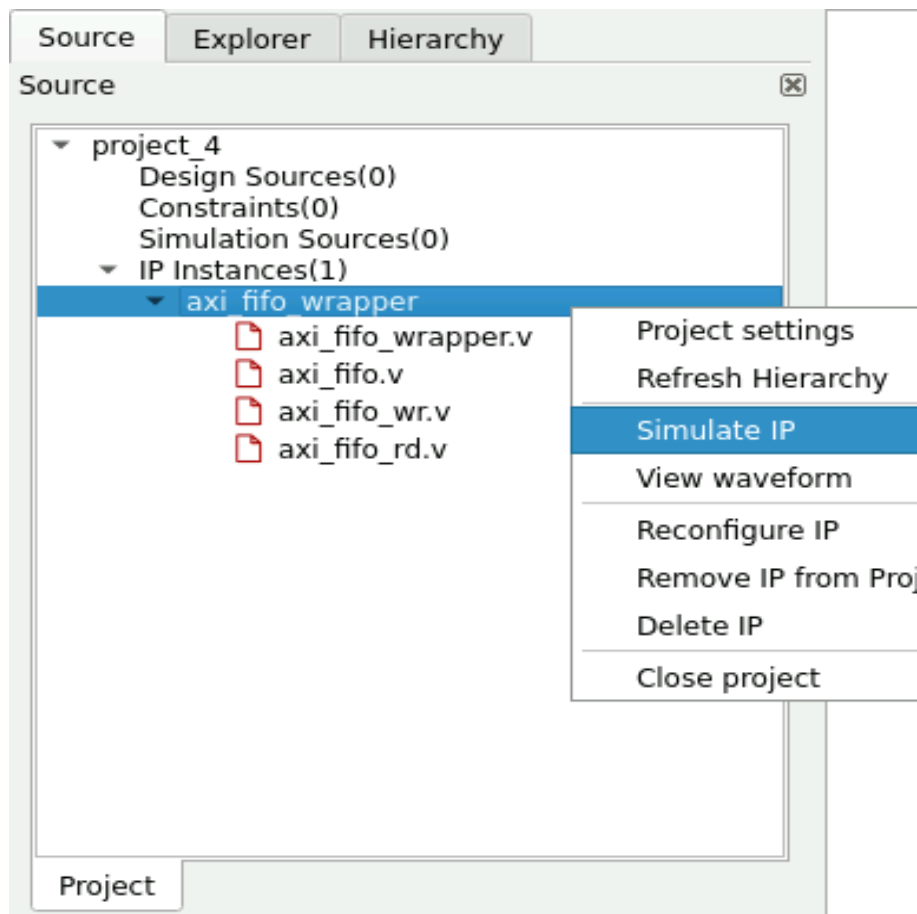 Source Explorer Hierarchy
Source
project_4
Design Sources(0)
Constraints(0)
Simulation Sources(0)
IP Instances(1)
axi_fifo_wrapper
axi_fifo_wrapper.v
axi_fifo.v
axi_fifo_wr.v
axi_fifo_rd.v
Project settings
Refresh Hierarchy
Simulate IP
View waveform
Reconfigure IP
Remove IP from Proj
Delete IP
Close project
Project